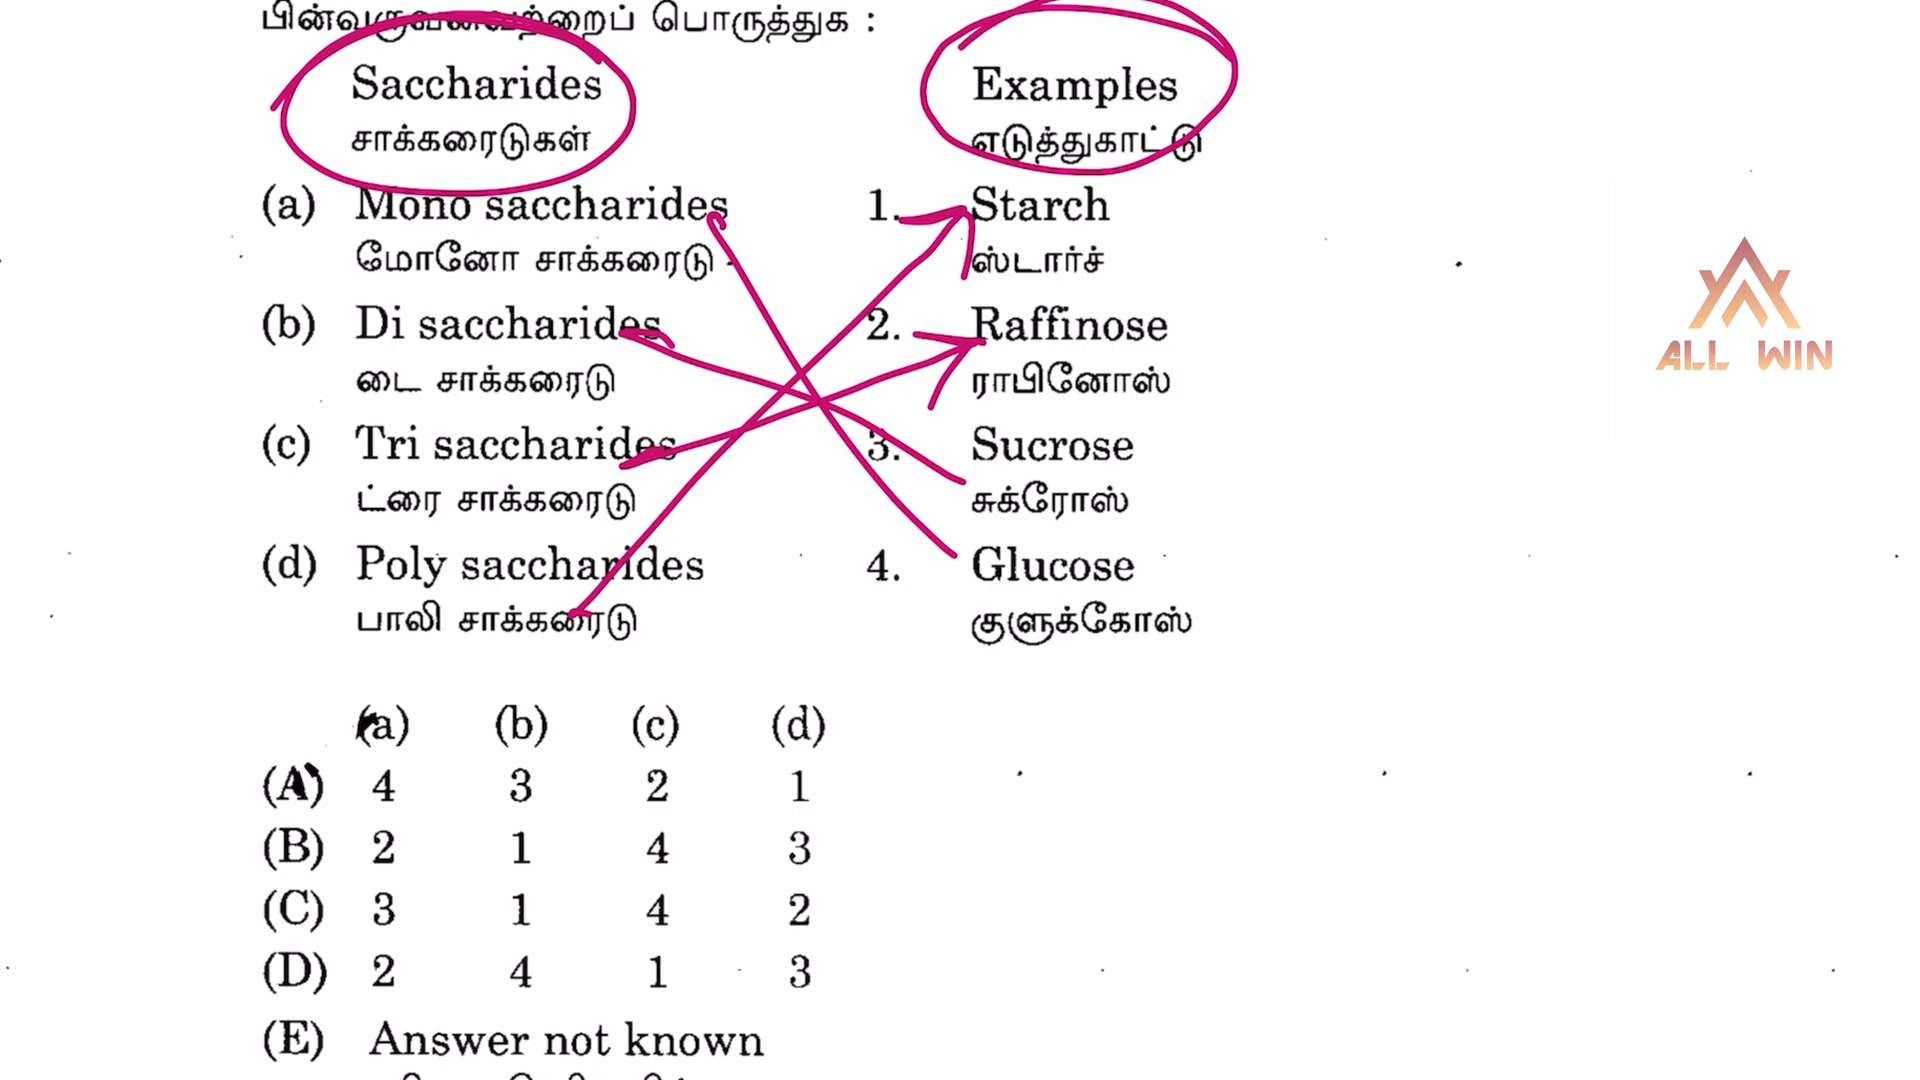 பின்வருவனவற்றைப் பொருத்துக :
Saccharides Examples
சாக்கரைடுகள் எடுத்துகாட்டு
(a) Mono saccharides 1. Starch
மோனோ சாக்கரைடு ஸ்டார்ச்
(b) Di saccharides 2. Raffinose
டை சாக்கரைடு ராபினோஸ்
(c) Tri saccharides 3. Sucrose
ட்ரை சாக்கரைடு சுக்ரோஸ்
(d) Poly saccharides 4. Glucose
பாலி சாக்கரைடு குளுக்கோஸ்
ALL WIN
(a) (b) (c) (d)
(A) 4 3 2 1
(B) 2 1 4 3
(C) 3 1 4 2
(D) 2 4 1 3
(E) Answer not known